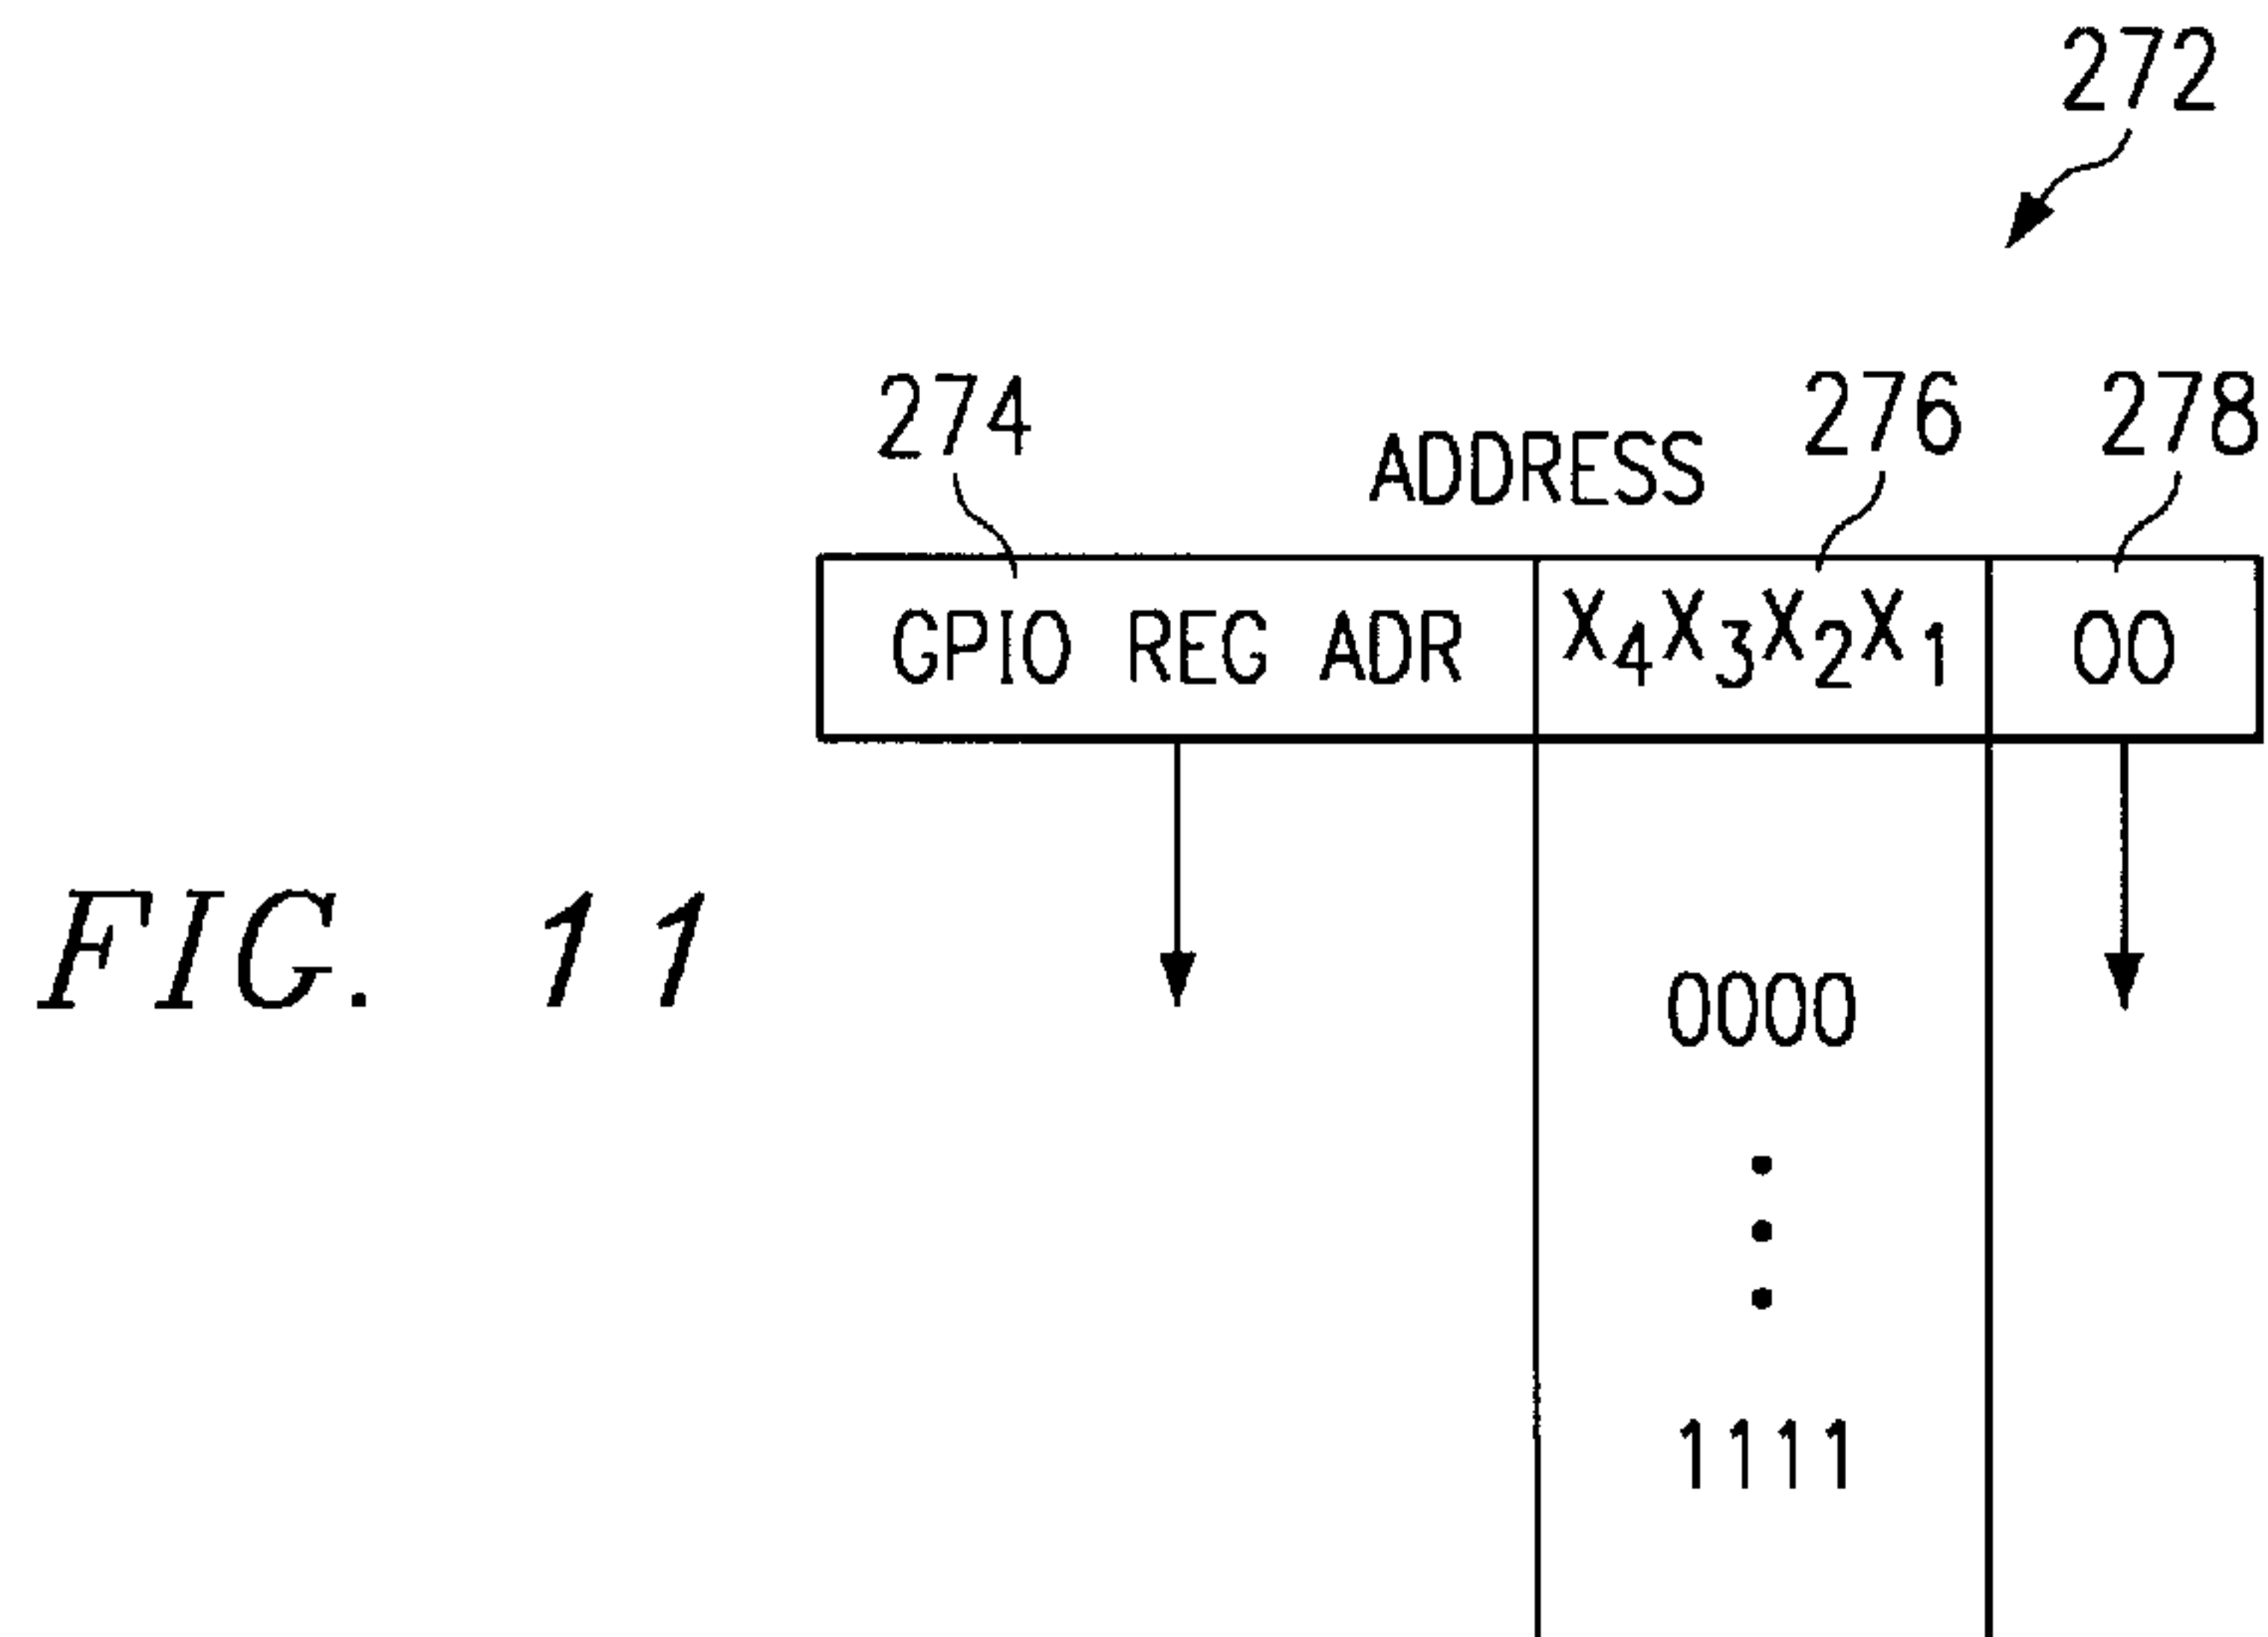 272
274 ADDRESS 276 278
GPIO REG ADR X₄X₃X₂X₁ 00
FIG. 11
0000
1111